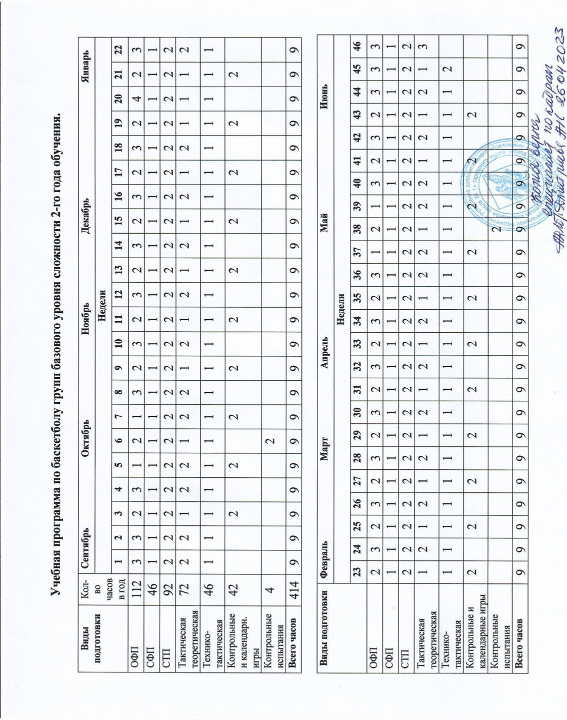 Учебная программа по баскетболу групп базового уровня сложности 2-го года обучения.
Виды подготовки Кол-во часов в год Сентябрь Октябрь Ноябрь Декабрь Январь
Недели
1 2 3 4 5 6 7 8 9 10 11 12 13 14 15 16 17 18 19 20 21 22
ОФП 112 3 3 2 3 1 2 1 3 2 3 2 3 2 3 2 3 2 3 2 4 2 3
СФП 46 1 1 1 1 1 1 1 1 1 1 1 1 1 1 1 1 1 1 1 1 1 1
СТП 92 2 2 2 2 2 2 2 2 2 2 2 2 2 2 2 2 2 2 2 2 2 2
Тактическая теоретическая 72 2 2 2 2 2 2 2 2 1 2 1 2 1 2 1 2 1 2 1 1 1 2
Технико-тактическая 46 1 1 1 1 1 1 1 1 1 1 1 1 1 1 1 1 1 1 1 1 1 1
Контрольные и календарн. игры 42 2 2 2 2 2 2 2 2 2 2
Контрольные испытания 4 2
Всего часов 414 9 9 9 9 9 9 9 9 9 9 9 9 9 9 9 9 9 9 9 9 9 9
Виды подготовки Февраль Март Апрель Май Июнь
Недели
23 24 25 26 27 28 29 30 31 32 33 34 35 36 37 38 39 40 41 42 43 44 45 46
ОФП 2 3 2 3 2 3 2 3 2 3 2 3 2 3 1 2 1 3 2 3 2 3 3 3
СФП 1 1 1 1 1 1 1 1 1 1 1 1 1 1 1 1 1 1 1 1 1 1 1 1
СТП 2 2 2 2 2 2 2 2 2 2 2 2 2 2 2 2 2 2 2 2 2 2 2 2
Тактическая теоретическая 1 2 1 2 1 2 1 2 1 2 1 2 1 2 2 2 2 2 1 2 1 2 1 3
Технико-тактическая 1 1 1 1 1 1 1 1 1 1 1 1 1 1 1 1 1 1 1 1 1 1 2
Контрольные и календарные игры 2 2 2 2 2 2 2 2 2 2 2
Контрольные испытания 2
Всего часов 9 9 9 9 9 9 9 9 9 9 9 9 9 9 9 9 9 9 9 9 9 9 9 9
Копия верна
специалист по кадрам
26.04.2023